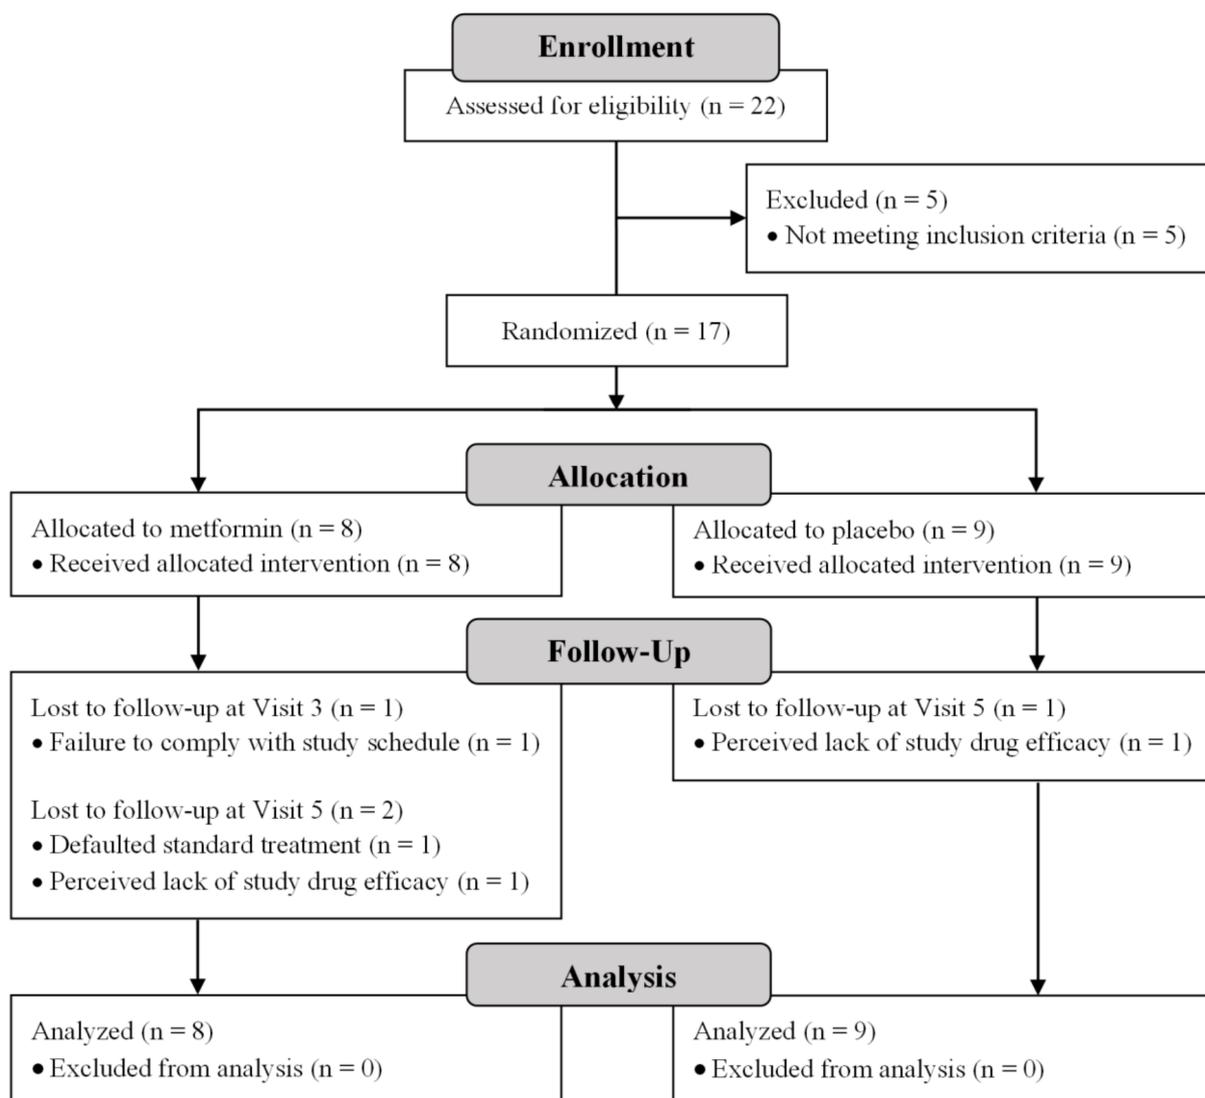 Enrollment
Assessed for eligibility (n = 22)
Excluded (n = 5)
• Not meeting inclusion criteria (n = 5)
Randomized (n = 17)
Allocation
Allocated to metformin (n = 8)
• Received allocated intervention (n = 8)
Allocated to placebo (n = 9)
• Received allocated intervention (n = 9)
Follow-Up
Lost to follow-up at Visit 3 (n = 1)
• Failure to comply with study schedule (n = 1)
Lost to follow-up at Visit 5 (n = 2)
• Defaulted standard treatment (n = 1)
• Perceived lack of study drug efficacy (n = 1)
Lost to follow-up at Visit 5 (n = 1)
• Perceived lack of study drug efficacy (n = 1)
Analysis
Analyzed (n = 8)
• Excluded from analysis (n = 0)
Analyzed (n = 9)
• Excluded from analysis (n = 0)